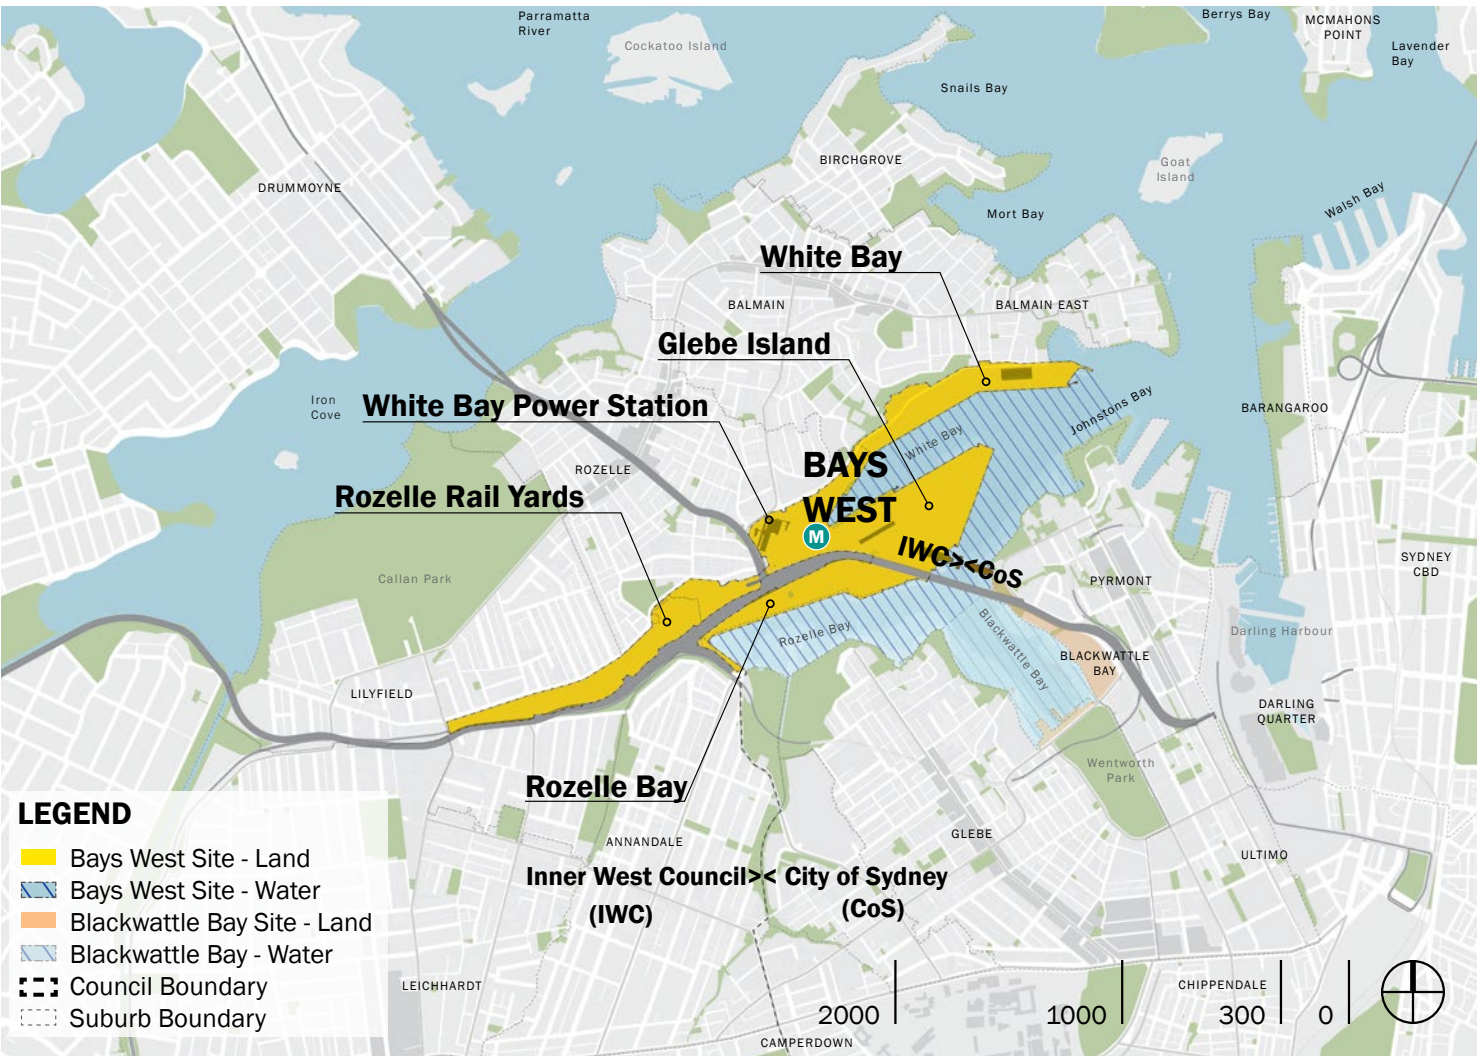 Parramatta
River
Cockatoo Island
Berrys Bay
MCMAHONS
POINT
Lavender
Bay
Snails Bay
BIRCHGROVE
Goat
Island
DRUMMOYNE
Mort Bay
Walsh Bay
White Bay
BALMAIN
BALMAIN EAST
Glebe Island
Iron
Cove
White Bay Power Station
Johnstons Bay
BARANGAROO
White Bay
ROZELLE
BAYS
WEST
Rozelle Rail Yards
M
IWC><CoS
Callan Park
PYRMONT
SYDNEY
CBD
Rozelle Bay
Blackwattle Bay
Darling Harbour
BLACKWATTLE
BAY
LILYFIELD
DARLING
QUARTER
Wentworth
Park
Rozelle Bay
ANNANDALE
GLEBE
ULTIMO
Inner West Council>< City of Sydney
(IWC)
(CoS)
LEGEND
Bays West Site - Land
Bays West Site - Water
Blackwattle Bay Site - Land
Blackwattle Bay - Water
Council Boundary
Suburb Boundary
LEICHHARDT
CHIPPENDALE
2000
1000
300
0
CAMPERDOWN